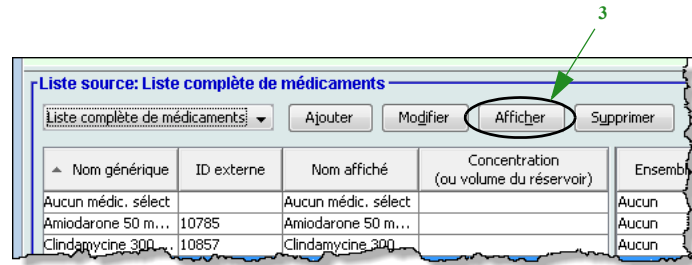 3
Liste source: Liste complète de médicaments
Liste complète de médicaments Ajouter Modifier Afficher Supprimer
Nom générique ID externe Nom affiché Concentration (ou volume du réservoir) Ensembl
Aucun médic. sélect Aucun médic. sélect Aucun
Amiodarone 50 m... 10785 Amiodarone 50 m... Aucun
Clindamycine 300 ... 10857 Clindamycine 300 Aucun